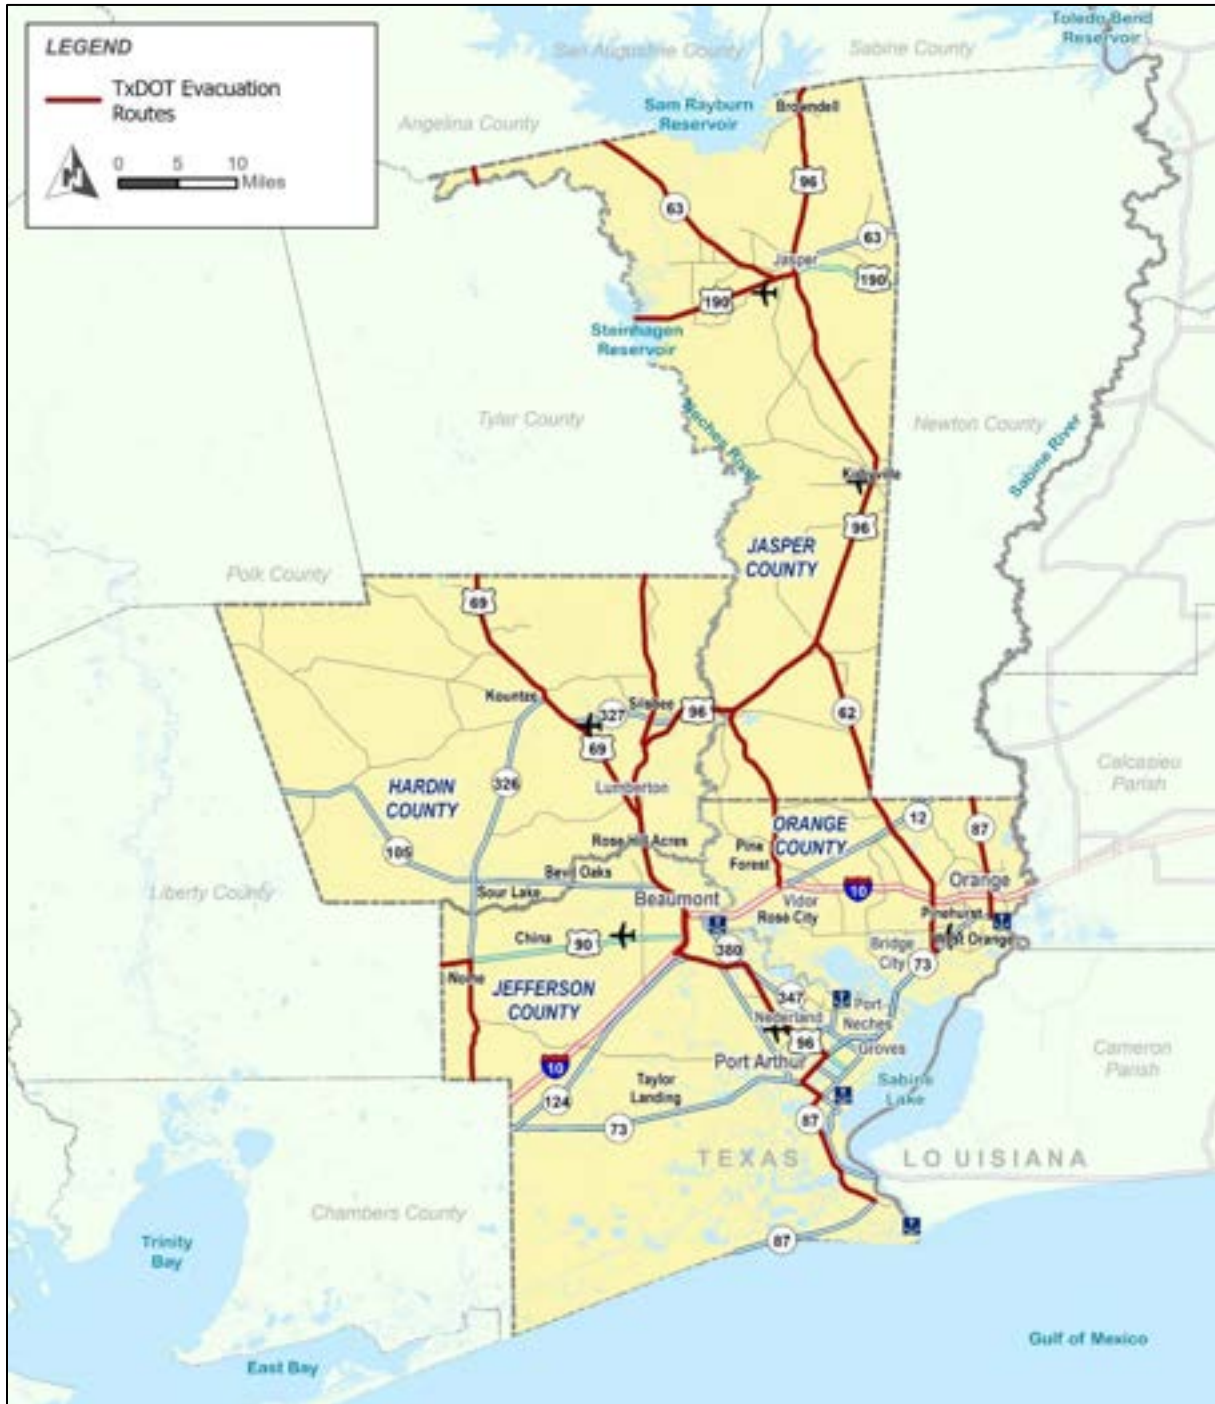 LEGEND
TxDOT Evacuation
Routes
N
0 5 10
Miles
Toledo Bend
Reservoir
San Augustine County
Sabine County
Sam Rayburn
Reservoir
Angelina County
Browndell
96
63
63
Jasper
190
190
Steinhagen
Reservoir
Tyler County
Neches River
Newton County
Sabine River
Kirbyville
96
JASPER
COUNTY
Polk County
69
Kountze
Silsbee
327
96
62
69
Calcasieu
Parish
HARDIN
COUNTY
326
Lumberton
12
87
ORANGE
COUNTY
105
Rose Hill Acres
Pine
Forest
Liberty County
Bevil Oaks
Sour Lake
Beaumont
10
Orange
Vidor
Rose City
Pinehurst
West Orange
China
90
380
Bridge
City
73
Nome
JEFFERSON
COUNTY
347
Nederland
Port
Neches
96
Groves
Port Arthur
10
Cameron
Parish
Taylor
Landing
Sabine
Lake
124
73
87
TEXAS
LOUISIANA
Chambers County
Trinity
Bay
87
Gulf of Mexico
East Bay